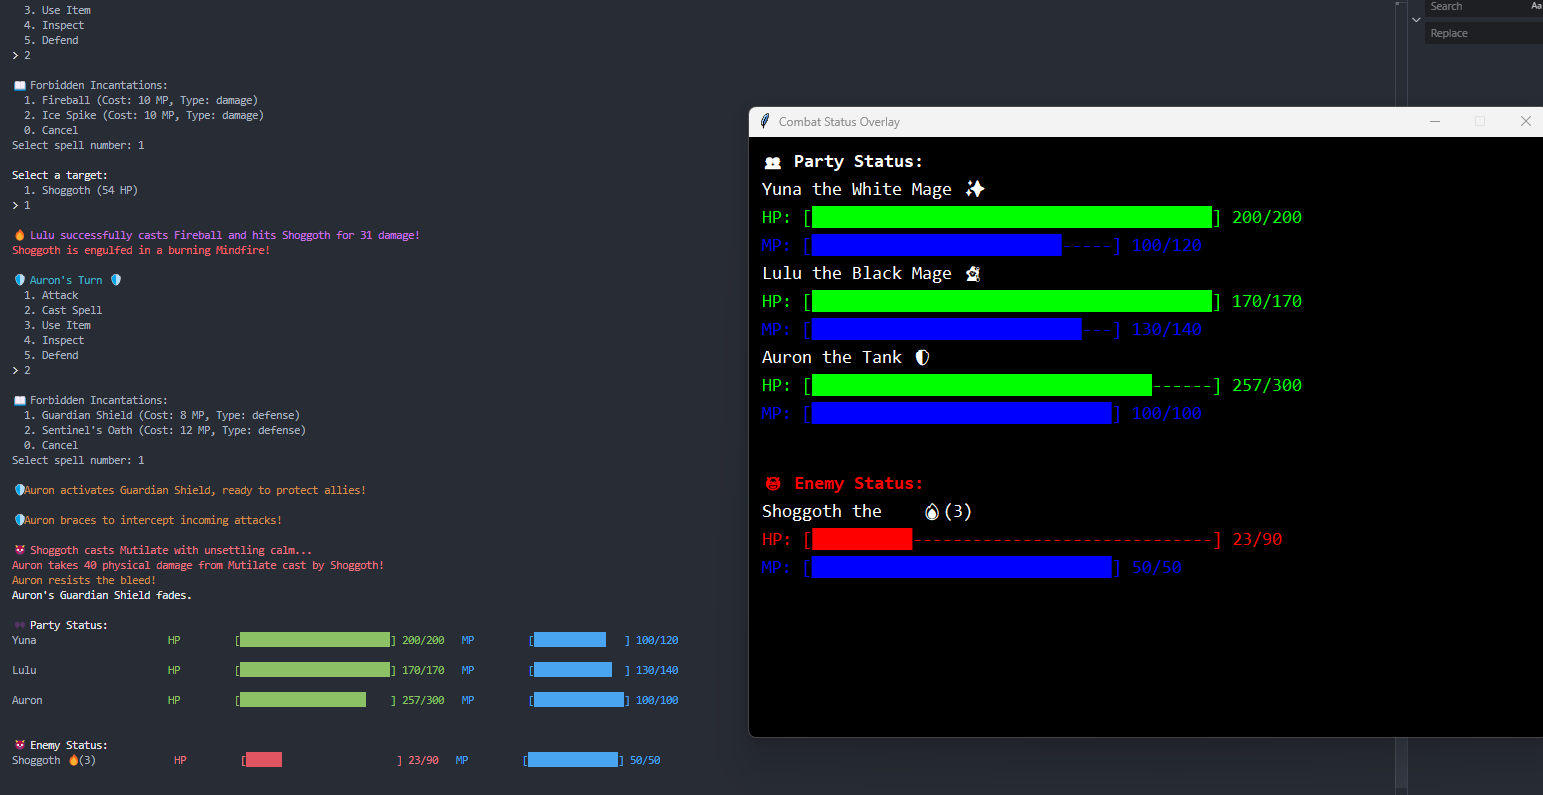 3. Use Item
4. Inspect
5. Defend
> 2
📖 Forbidden Incantations:
1. Fireball (Cost: 10 MP, Type: damage)
2. Ice Spike (Cost: 10 MP, Type: damage)
0. Cancel
Select spell number: 1
Select a target:
1. Shoggoth (54 HP)
> 1
🔥 Lulu successfully casts Fireball and hits Shoggoth for 31 damage!
Shoggoth is engulfed in a burning Mindfire!
🛡 Auron's Turn 🛡
1. Attack
2. Cast Spell
3. Use Item
4. Inspect
5. Defend
> 2
📖 Forbidden Incantations:
1. Guardian Shield (Cost: 8 MP, Type: defense)
2. Sentinel's Oath (Cost: 12 MP, Type: defense)
0. Cancel
Select spell number: 1
🛡Auron activates Guardian Shield, ready to protect allies!
🛡Auron braces to intercept incoming attacks!
😈 Shoggoth casts Mutilate with unsettling calm...
Auron takes 40 physical damage from Mutilate cast by Shoggoth!
Auron resists the bleed!
Auron's Guardian Shield fades.
👥 Party Status:
Yuna HP [ ] 200/200 MP [ ] 100/120
Lulu HP [ ] 170/170 MP [ ] 130/140
Auron HP [ ] 257/300 MP [ ] 100/100
😈 Enemy Status:
Shoggoth 🔥(3) HP [ ] 23/90 MP [ ] 50/50
Combat Status Overlay
👥 Party Status:
Yuna the White Mage ✨
HP: [ ] 200/200
MP: [ -----] 100/120
Lulu the Black Mage
HP: [ ] 170/170
MP: [ ---] 130/140
Auron the Tank 🛡
HP: [ ------] 257/300
MP: [ ] 100/100
😈 Enemy Status:
Shoggoth the 🔥(3)
HP: [ ------------------------------] 23/90
MP: [ ] 50/50
Search Aa
Replace